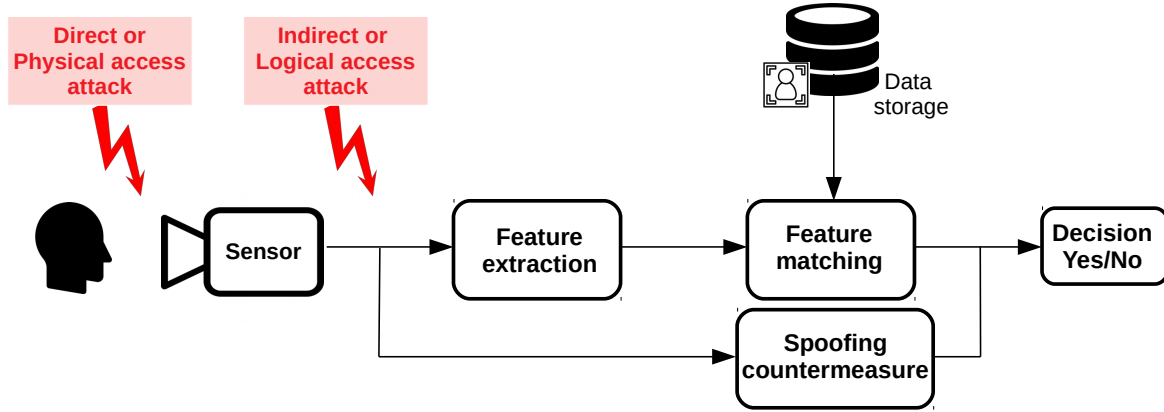 Direct or
Physical access
attack
Indirect or
Logical access
attack
Data
storage
Sensor
Feature
extraction
Feature
matching
Decision
Yes/No
Spoofing
countermeasure